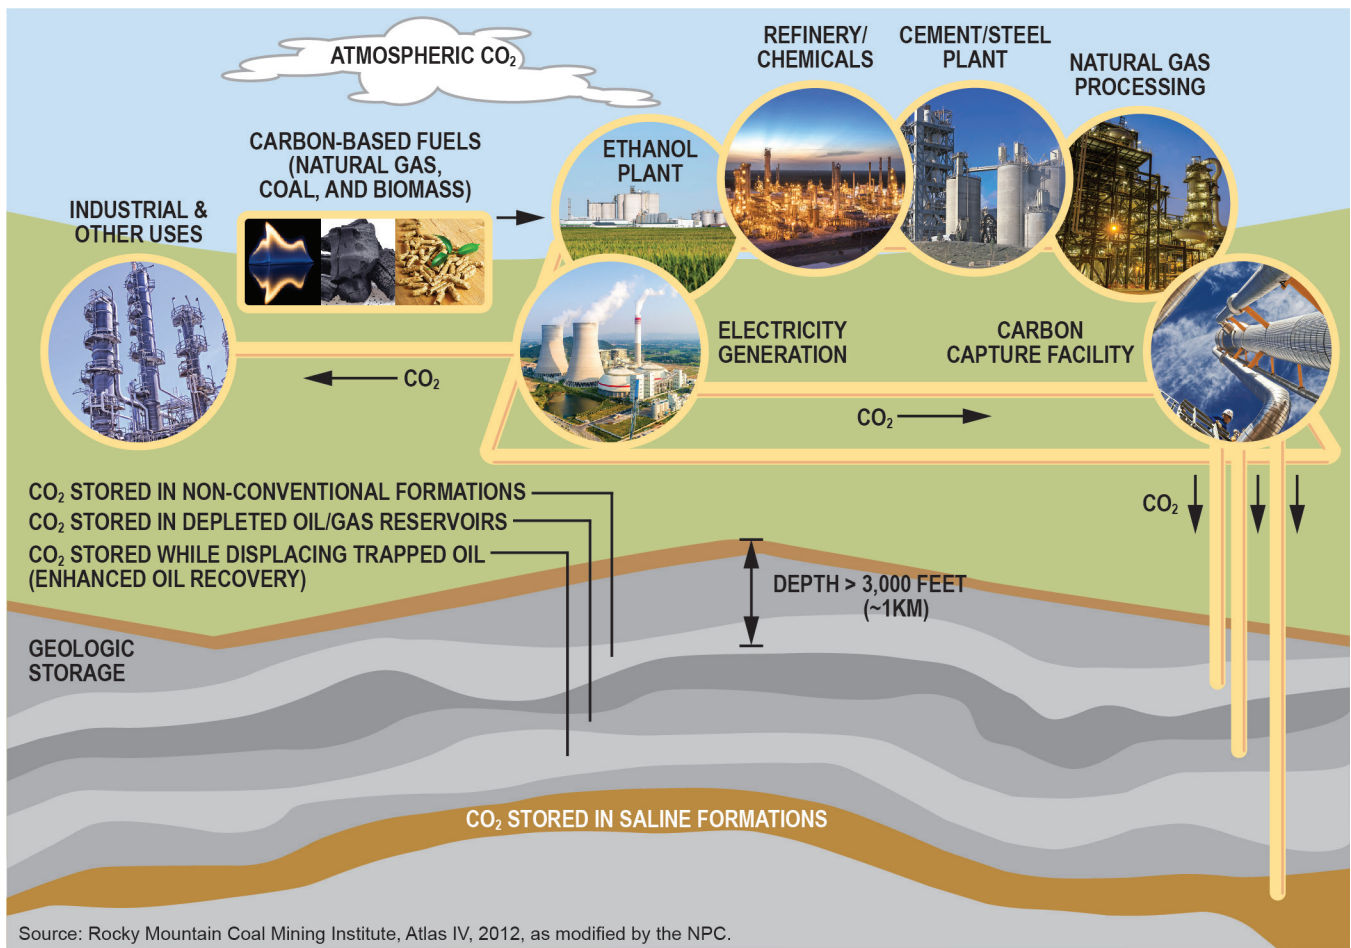 ATMOSPHERIC CO₂
REFINERY/
CHEMICALS
CEMENT/STEEL
PLANT
NATURAL GAS
PROCESSING
CARBON-BASED FUELS
(NATURAL GAS,
COAL, AND BIOMASS)
ETHANOL
PLANT
INDUSTRIAL &
OTHER USES
ELECTRICITY
GENERATION
CARBON
CAPTURE FACILITY
CO₂
CO₂
CO₂ STORED IN NON-CONVENTIONAL FORMATIONS
CO₂
CO₂ STORED IN DEPLETED OIL/GAS RESERVOIRS
CO₂ STORED WHILE DISPLACING TRAPPED OIL
(ENHANCED OIL RECOVERY)
DEPTH > 3,000 FEET
(~1KM)
GEOLOGIC
STORAGE
CO₂ STORED IN SALINE FORMATIONS
Source: Rocky Mountain Coal Mining Institute, Atlas IV, 2012, as modified by the NPC.